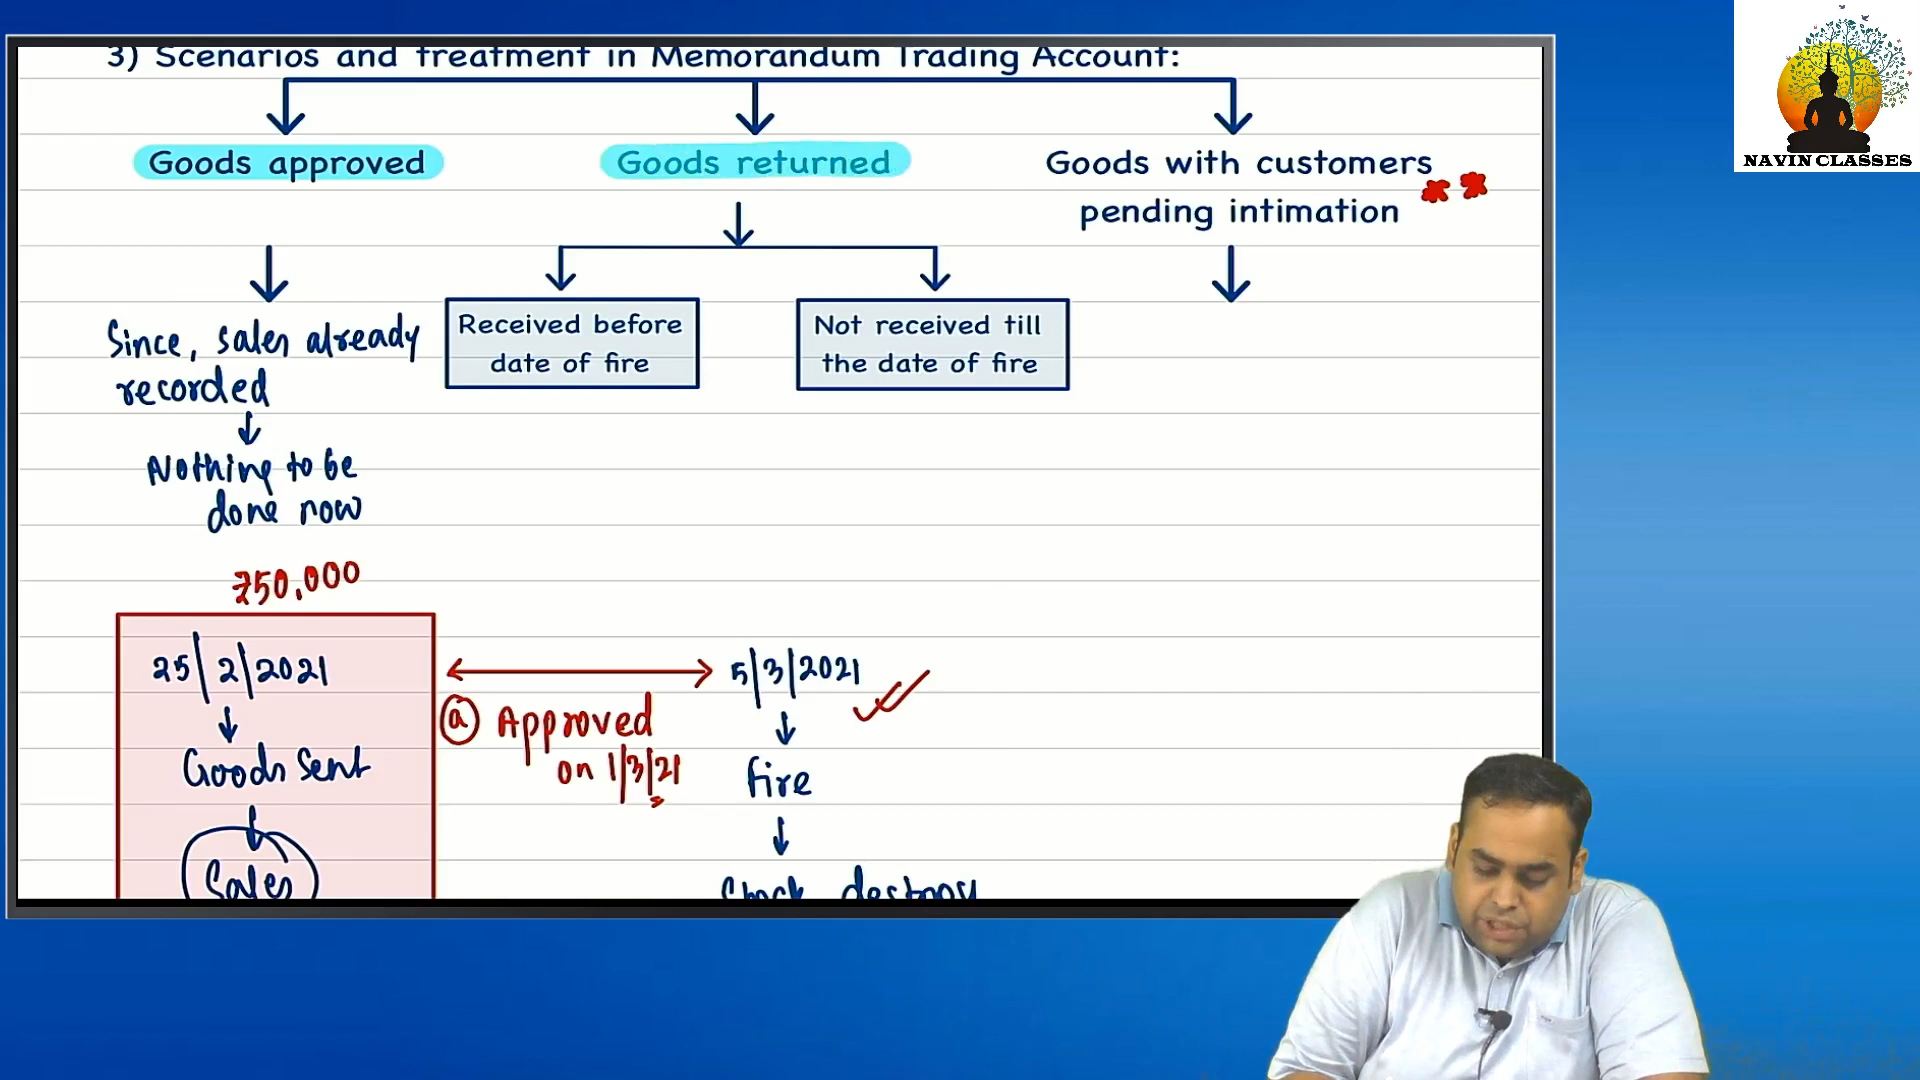 3) Scenarios and treatment in Memorandum Trading Account:
Goods approved
Goods returned
Goods with customers
pending intimation
Since, sales already
recorded
Nothing to be
done now
Received before
date of fire
Not received till
the date of fire
₹50,000
25/2/2021
Goods sent
Sales
(a) Approved
on 1/3/21
5/3/2021
fire
Stock destroy
NAVIN CLASSES